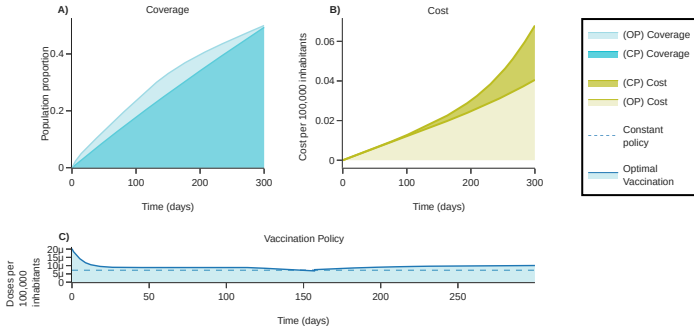 A)
Coverage
Population proportion
0.4
0.2
0
0
100
200
300
Time (days)
B)
Cost
Cost per 100,000 inhabitants
0.06
0.04
0.02
0
0
100
200
300
Time (days)
(OP) Coverage
(CP) Coverage
(CP) Cost
(OP) Cost
Constant
policy
Optimal
Vaccination
C)
Vaccination Policy
Doses per
100,000
inhabitants
20μ
15μ
10μ
5μ
0
0
50
100
150
200
250
Time (days)